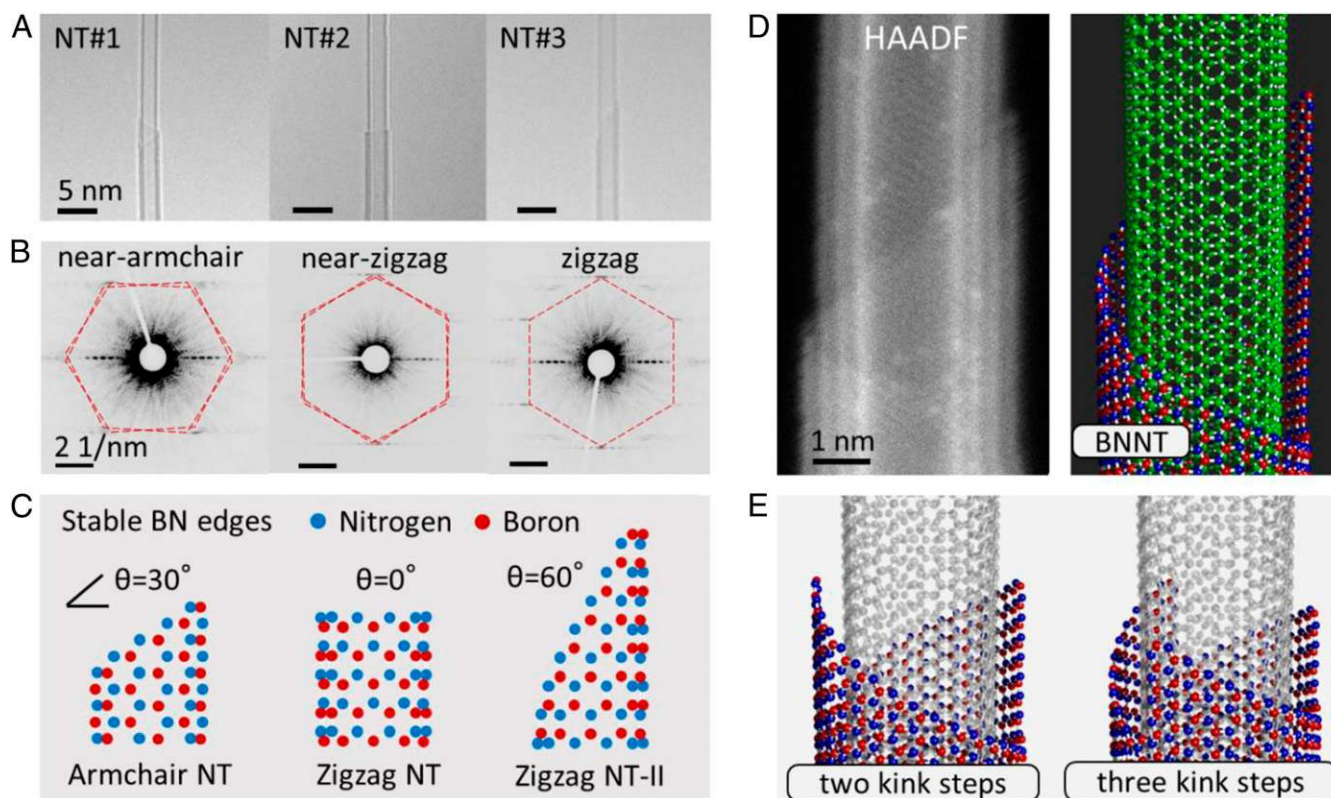 A
NT#1
NT#2
NT#3
5 nm
B
near-armchair
near-zigzag
zigzag
2 1/nm
C
Stable BN edges
Nitrogen
Boron
θ=30°
θ=0°
θ=60°
Armchair NT
Zigzag NT
Zigzag NT-II
D
HAADF
1 nm
BNNT
E
two kink steps
three kink steps